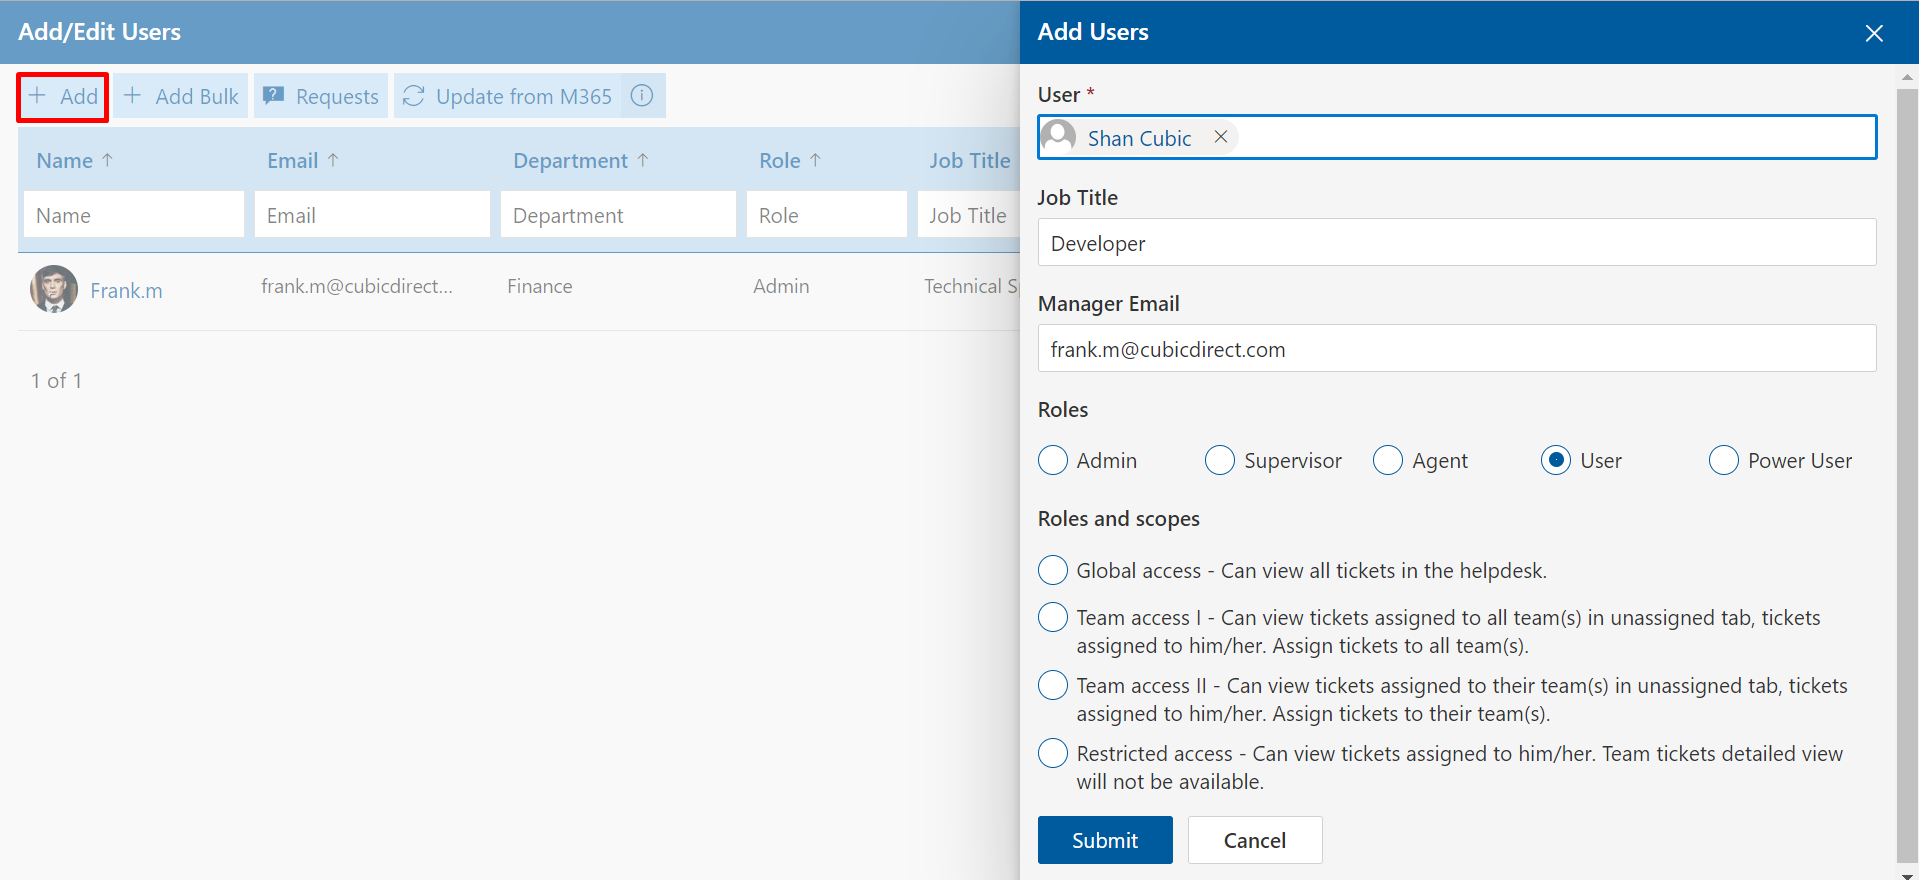 Add/Edit Users
Add
Add Bulk
Requests
Update from M365
Name ↑
Email ↑
Department ↑
Role ↑
Job Title
Name
Email
Department
Role
Job Title
Frank.m
frank.m@cubicdirect...
Finance
Admin
Technical Sp
1 of 1
Add Users
User *
Shan Cubic
Job Title
Developer
Manager Email
frank.m@cubicdirect.com
Roles
Admin
Supervisor
Agent
User
Power User
Roles and scopes
Global access - Can view all tickets in the helpdesk.
Team access I - Can view tickets assigned to all team(s) in unassigned tab, tickets
assigned to him/her. Assign tickets to all team(s).
Team access II - Can view tickets assigned to their team(s) in unassigned tab, tickets
assigned to him/her. Assign tickets to their team(s).
Restricted access - Can view tickets assigned to him/her. Team tickets detailed view
will not be available.
Submit
Cancel